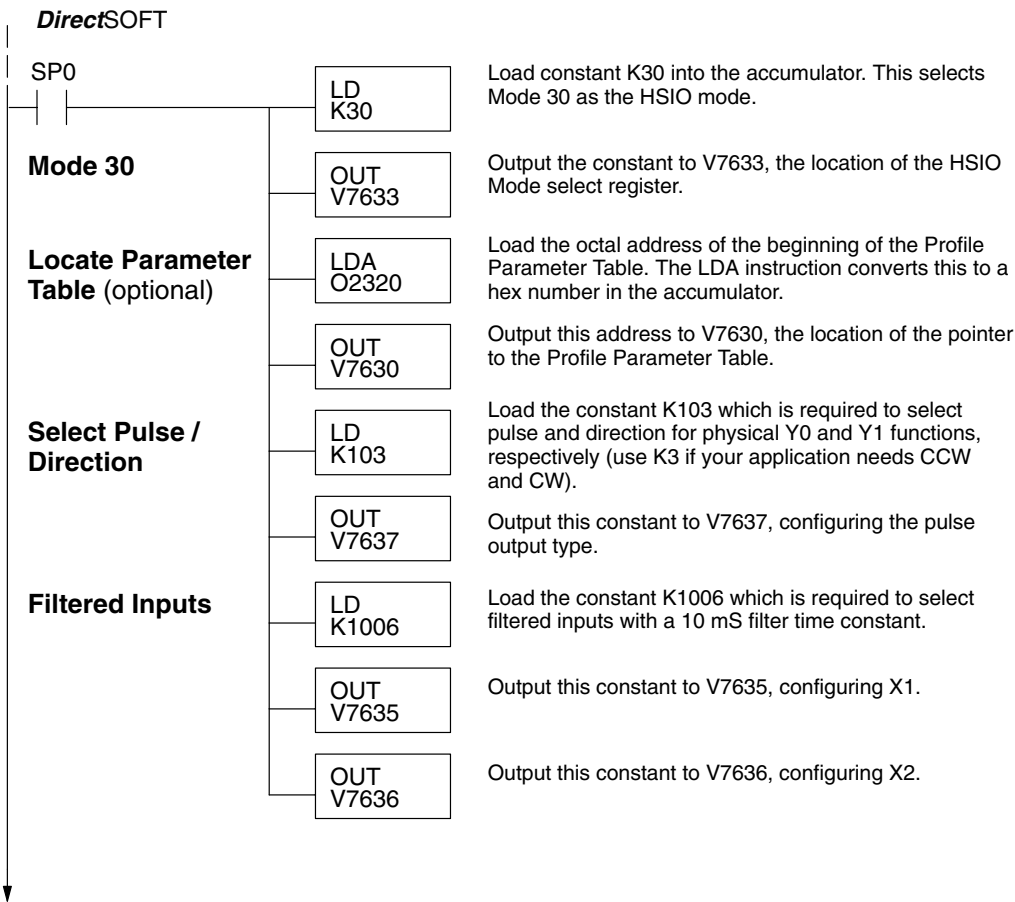 DirectSOFT
SP0
LD
K30
Load constant K30 into the accumulator. This selects
Mode 30 as the HSIO mode.
Mode 30
OUT
V7633
Output the constant to V7633, the location of the HSIO
Mode select register.
Locate Parameter
Table (optional)
LDA
O2320
Load the octal address of the beginning of the Profile
Parameter Table. The LDA instruction converts this to a
hex number in the accumulator.
OUT
V7630
Output this address to V7630, the location of the pointer
to the Profile Parameter Table.
Select Pulse /
Direction
LD
K103
Load the constant K103 which is required to select
pulse and direction for physical Y0 and Y1 functions,
respectively (use K3 if your application needs CCW
and CW).
OUT
V7637
Output this constant to V7637, configuring the pulse
output type.
Filtered Inputs
LD
K1006
Load the constant K1006 which is required to select
filtered inputs with a 10 mS filter time constant.
OUT
V7635
Output this constant to V7635, configuring X1.
OUT
V7636
Output this constant to V7636, configuring X2.